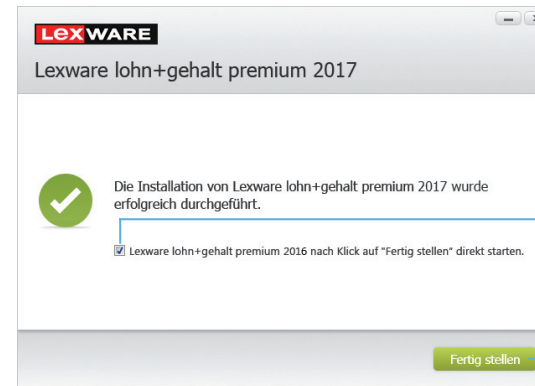 LEXWARE
Lexware lohn+gehalt premium 2017
Die Installation von Lexware lohn+gehalt premium 2017 wurde
erfolgreich durchgeführt.
Lexware lohn+gehalt premium 2016 nach Klick auf "Fertig stellen" direkt starten.
Fertig stellen